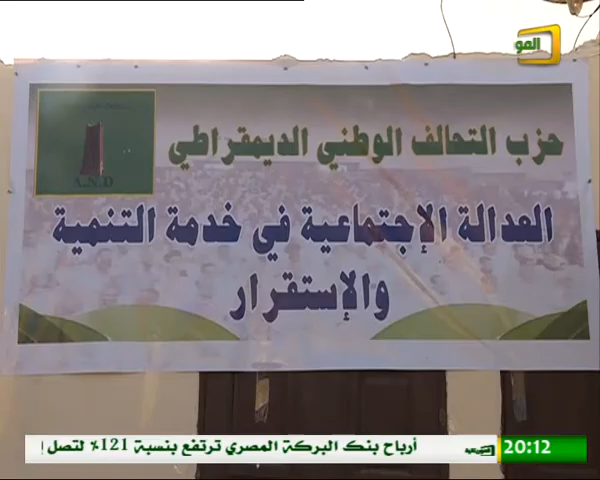 المو
حزب التحالف الوطني الديمقراطي
A.N.D
العدالة الإجتماعية في خدمة التنمية
والإستقرار
أرباح بنك البركة المصري ترتفع بنسبة 121% لتصل إ
20:12